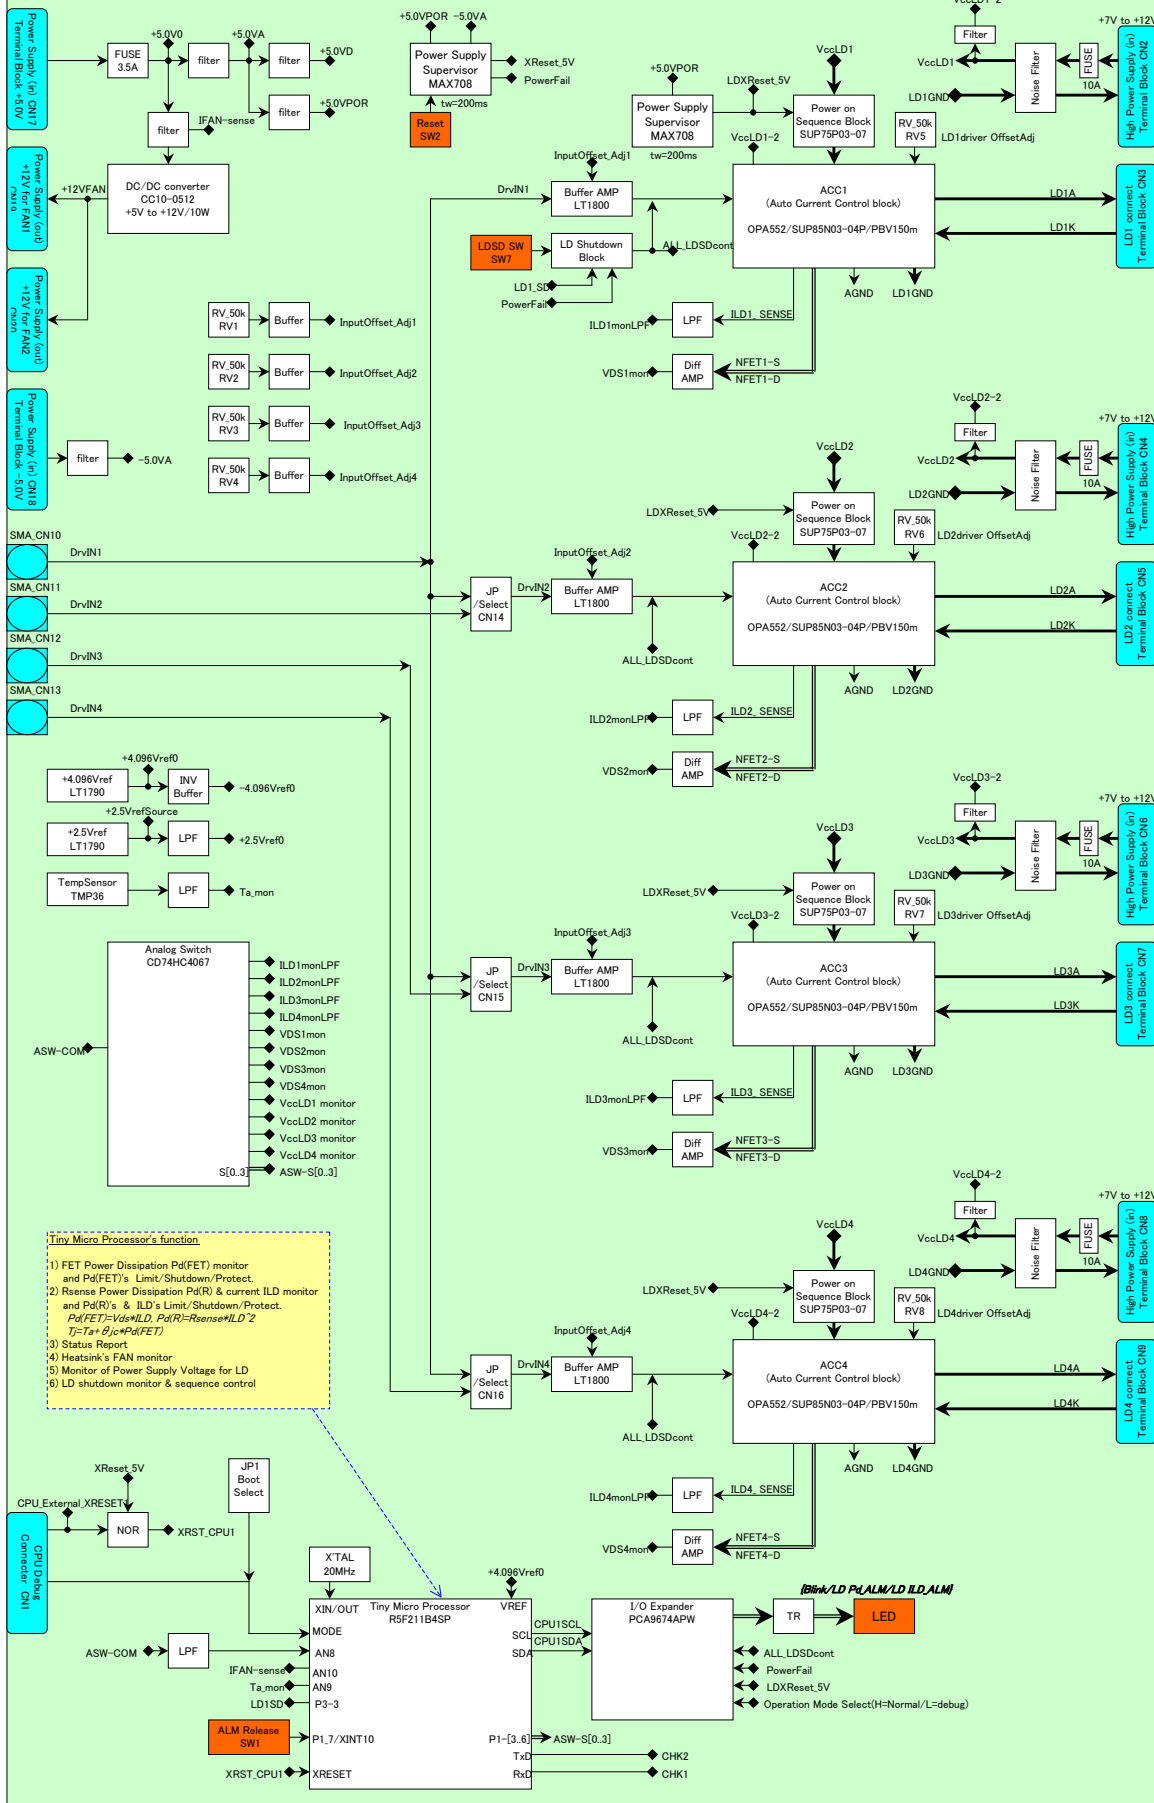 Power Supply (in) CN17
Terminal Block +5.0V
FUSE
3.5A
+5.0V0
filter
+5.0VA
filter
+5.0VD
filter
+5.0VPOR
filter
IFAN-sense
DC/DC converter
CC10-0512
+5V to +12V/10W
+12VFAN
Power Supply (out)
+12V for FAN1
CN19
Power Supply (out)
+12V for FAN2
CN20
+5.0VPOR
-5.0VA
Power Supply
Supervisor
MAX708
XReset_5V
PowerFail
tw=200ms
Reset
SW2
+5.0VPOR
Power Supply
Supervisor
MAX708
tw=200ms
LDXReset_5V
VccLD1
Power on
Sequence Block
SUP75P03-07
VccLD1-2
Filter
VccLD1
LD1GND
Noise Filter
FUSE
10A
+7V to +12V
High Power Supply (in)
Terminal Block CN2
RV_50k
RV5
LD1driver OffsetAdj
VccLD1-2
InputOffset_Adj1
DrvIN1
Buffer AMP
LT1800
ACC1
(Auto Current Control block)
OPA552/SUP85N03-04P/PBV150m
LD1A
LD1K
LD1 connect
Terminal Block CN3
LDSD SW
SW7
LD Shutdown
Block
ALL_LDSDcont
LD1_SD
PowerFail
AGND
LD1GND
ILD1monLPF
LPF
ILD1_ SENSE
VDS1mon
Diff
AMP
NFET1-S
NFET1-D
RV_50k
RV1
Buffer
InputOffset_Adj1
RV_50k
RV2
Buffer
InputOffset_Adj2
RV_50k
RV3
Buffer
InputOffset_Adj3
RV_50k
RV4
Buffer
InputOffset_Adj4
Power Supply (in) CN18
Terminal Block -5.0V
filter
-5.0VA
VccLD2-2
Filter
VccLD2
LD2GND
Noise Filter
FUSE
10A
+7V to +12V
High Power Supply (in)
Terminal Block CN4
VccLD2
LDXReset_5V
Power on
Sequence Block
SUP75P03-07
RV_50k
RV6
LD2driver OffsetAdj
VccLD2-2
SMA_CN10
DrvIN1
SMA_CN11
DrvIN2
SMA_CN12
DrvIN3
SMA_CN13
DrvIN4
JP
/Select
CN14
DrvIN2
InputOffset_Adj2
Buffer AMP
LT1800
ALL_LDSDcont
ACC2
(Auto Current Control block)
OPA552/SUP85N03-04P/PBV150m
LD2A
LD2K
LD2 connect
Terminal Block CN5
AGND
LD2GND
ILD2monLPF
LPF
ILD2_ SENSE
VDS2mon
Diff
AMP
NFET2-S
NFET2-D
+4.096Vref0
+4.096Vref
LT1790
INV
Buffer
-4.096Vref0
+2.5VrefSource
+2.5Vref
LT1790
LPF
+2.5Vref0
TempSensor
TMP36
LPF
Ta_mon
VccLD3-2
Filter
VccLD3
LD3GND
Noise Filter
FUSE
10A
+7V to +12V
High Power Supply (in)
Terminal Block CN6
VccLD3
LDXReset_5V
Power on
Sequence Block
SUP75P03-07
RV_50k
RV7
LD3driver OffsetAdj
VccLD3-2
Analog Switch
CD74HC4067
ASW-COM
ILD1monLPF
ILD2monLPF
ILD3monLPF
ILD4monLPF
VDS1mon
VDS2mon
VDS3mon
VDS4mon
VccLD1 monitor
VccLD2 monitor
VccLD3 monitor
VccLD4 monitor
S[0..3]
ASW-S[0..3]
JP
/Select
CN15
DrvIN3
InputOffset_Adj3
Buffer AMP
LT1800
ALL_LDSDcont
ACC3
(Auto Current Control block)
OPA552/SUP85N03-04P/PBV150m
LD3A
LD3K
LD3 connect
Terminal Block CN7
AGND
LD3GND
ILD3monLPF
LPF
ILD3_ SENSE
VDS3mon
Diff
AMP
NFET3-S
NFET3-D
Tiny Micro Processor's function
1) FET Power Dissipation Pd(FET) monitor
and Pd(FET)'s  Limit/Shutdown/Protect.
2) Rsense Power Dissipation Pd(R) & current ILD monitor
and Pd(R)'s  &  ILD's Limit/Shutdown/Protect.
Pd(FET)=Vds*ILD, Pd(R)=Rsense*ILD^2
Tj=Ta+θjc*Pd(FET)
3) Status Report
4) Heatsink's FAN monitor
5) Monitor of Power Supply Voltage for LD
6) LD shutdown monitor & sequence control
VccLD4-2
Filter
VccLD4
LD4GND
Noise Filter
FUSE
10A
+7V to +12V
High Power Supply (in)
Terminal Block CN8
VccLD4
LDXReset_5V
Power on
Sequence Block
SUP75P03-07
RV_50k
RV8
LD4driver OffsetAdj
VccLD4-2
JP
/Select
CN16
DrvIN4
InputOffset_Adj4
Buffer AMP
LT1800
ALL_LDSDcont
ACC4
(Auto Current Control block)
OPA552/SUP85N03-04P/PBV150m
LD4A
LD4K
LD4 connect
Terminal Block CN9
AGND
LD4GND
ILD4monLPF
LPF
ILD4_ SENSE
VDS4mon
Diff
AMP
NFET4-S
NFET4-D
XReset_5V
CPU_External_XRESET
NOR
XRST_CPU1
JP1
Boot
Select
CPU Debug
Connecter CN1
X'TAL
20MHz
+4.096Vref0
XIN/OUT
Tiny Micro Processor
R5F211B4SP
VREF
MODE
AN8
AN10
AN9
P3-3
P1_7/XINT10
XRESET
SCL
SDA
P1-[3..6]
TxD
RxD
ASW-COM
LPF
IFAN-sense
Ta_mon
LD1SD
ALM Release
SW1
XRST_CPU1
CPU1SCL
CPU1SDA
I/O Expander
PCA9674APW
TR
LED
[Blink/LD Pd_ALM/LD ILD_ALM]
ALL_LDSDcont
PowerFail
LDXReset_5V
Operation Mode Select(H=Normal/L=debug)
ASW-S[0..3]
CHK2
CHK1